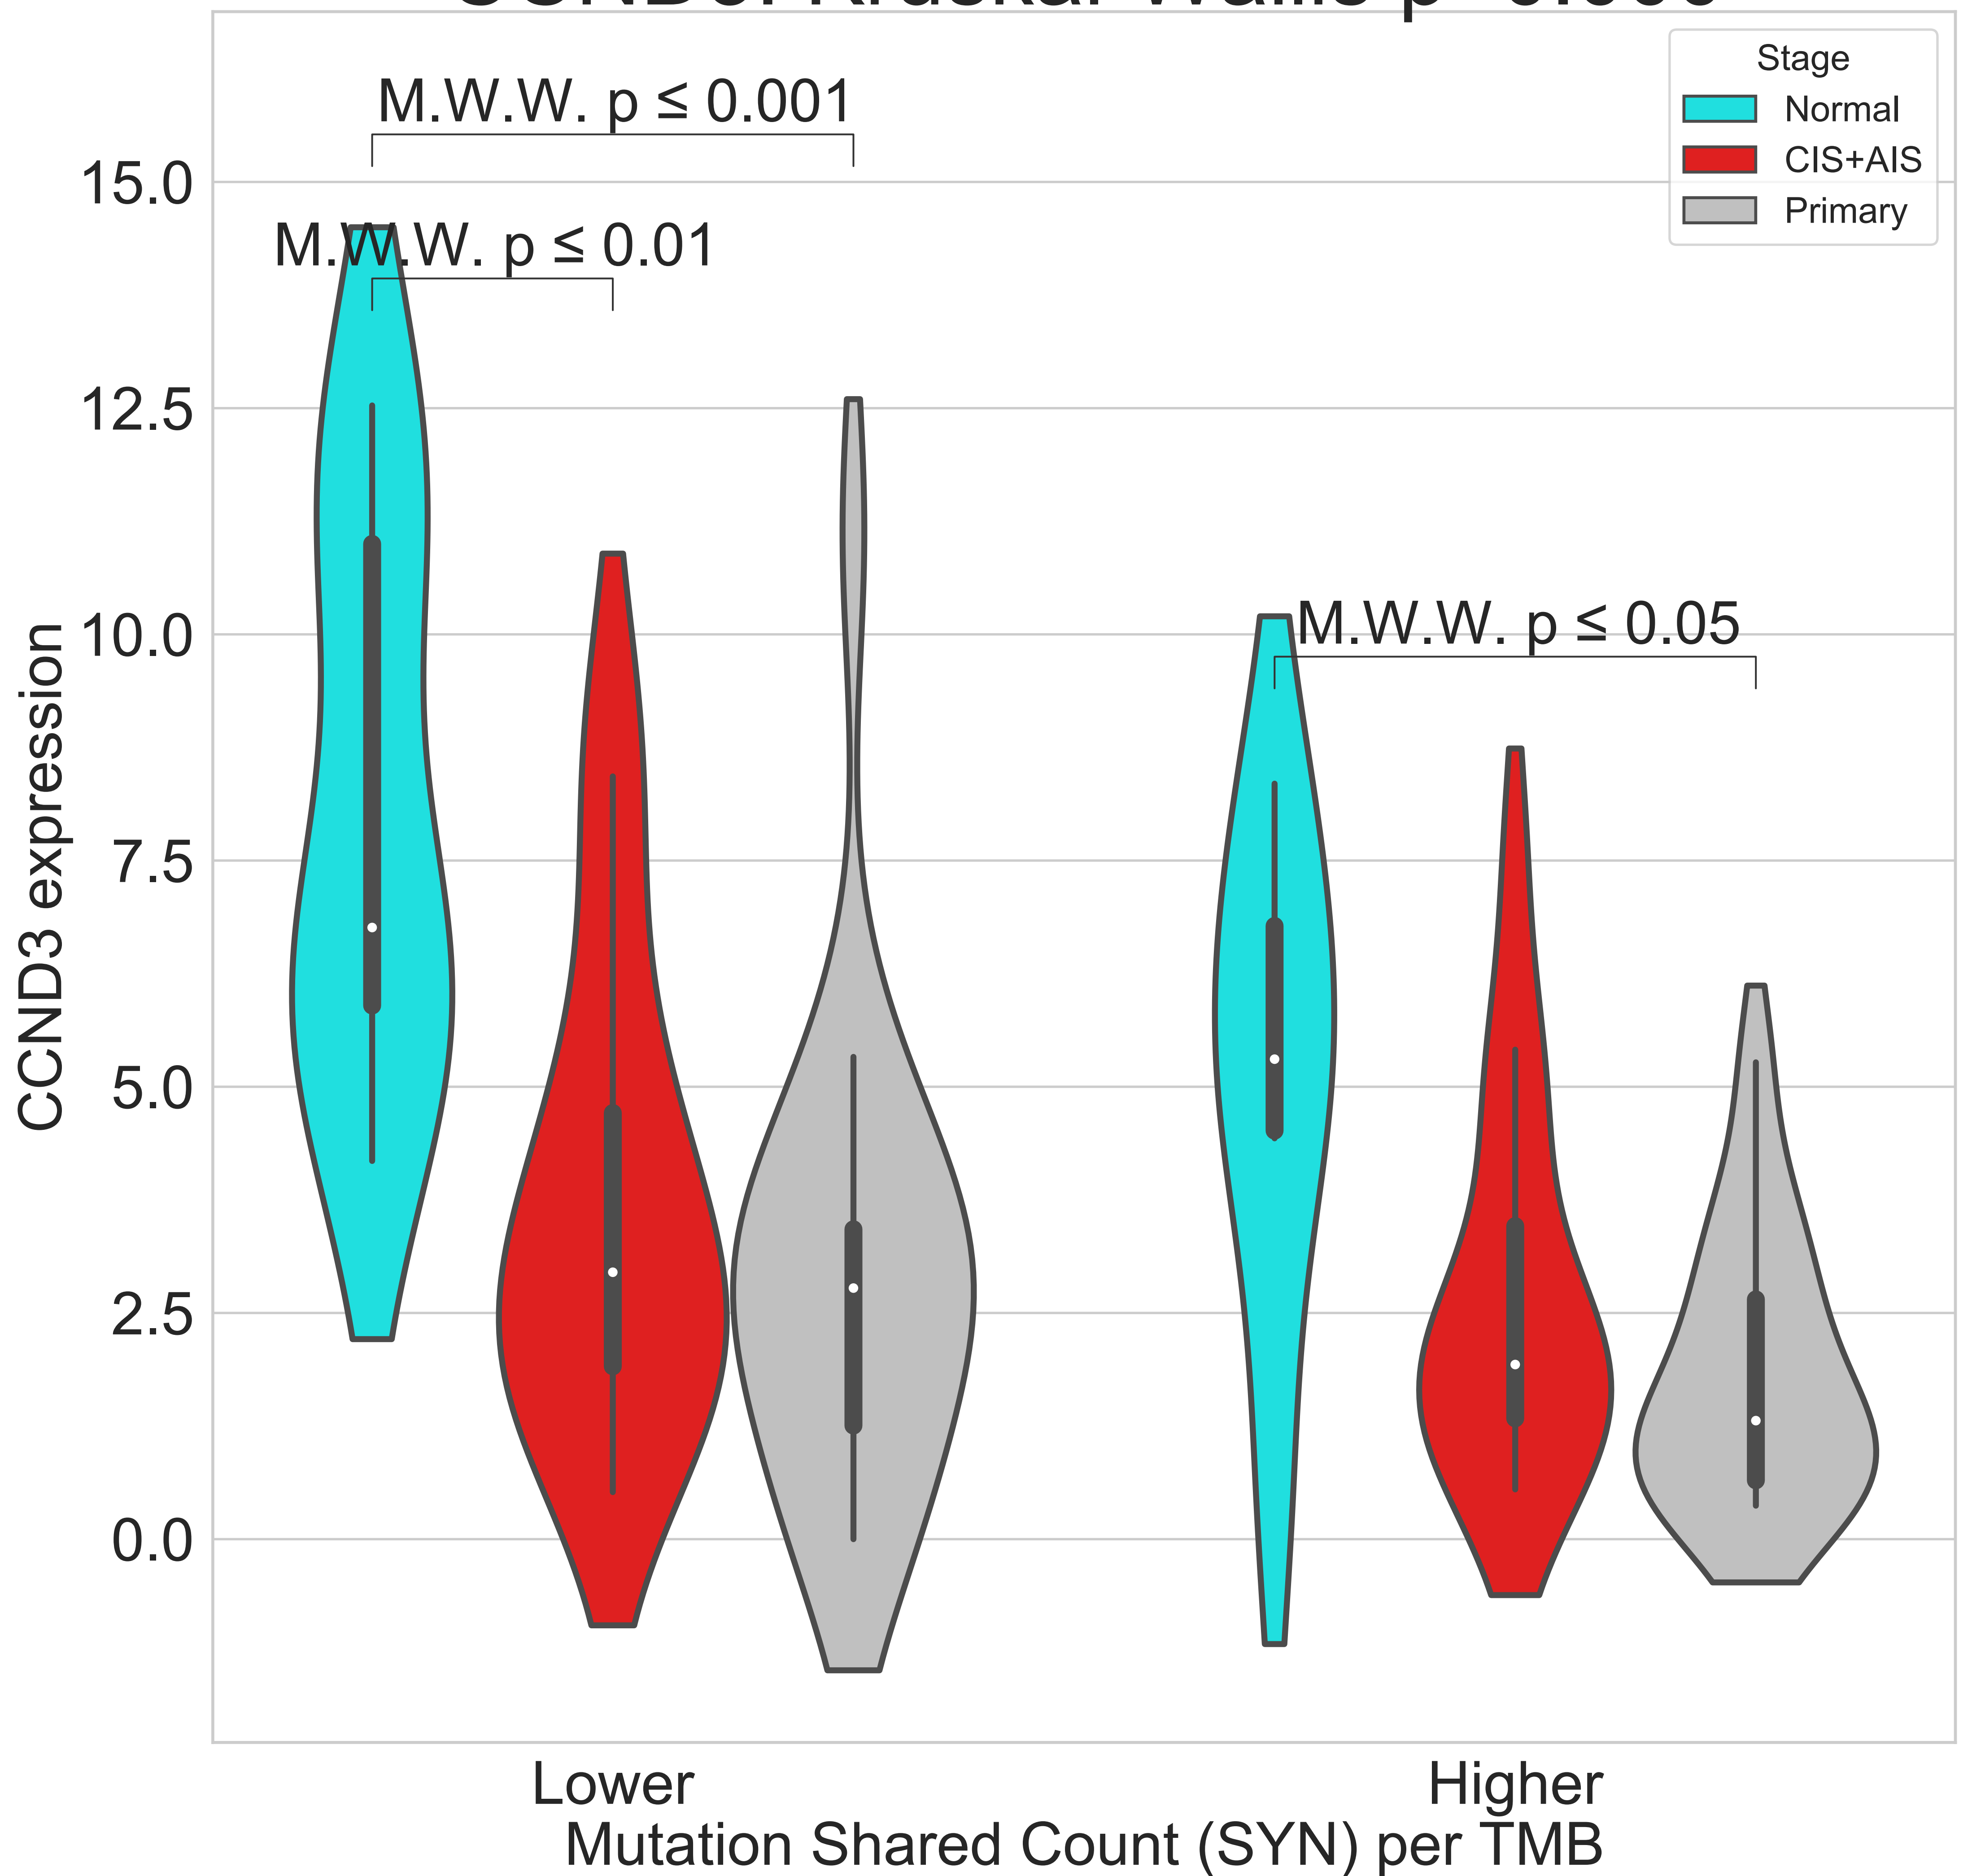 Stage
Normal
CIS+AIS
Primary
M.W.W. p ≤ 0.001
M.W.W. p ≤ 0.01
M.W.W. p ≤ 0.05
15.0
12.5
10.0
7.5
5.0
2.5
0.0
CCND3 expression
Lower
Higher
Mutation Shared Count (SYN) per TMB